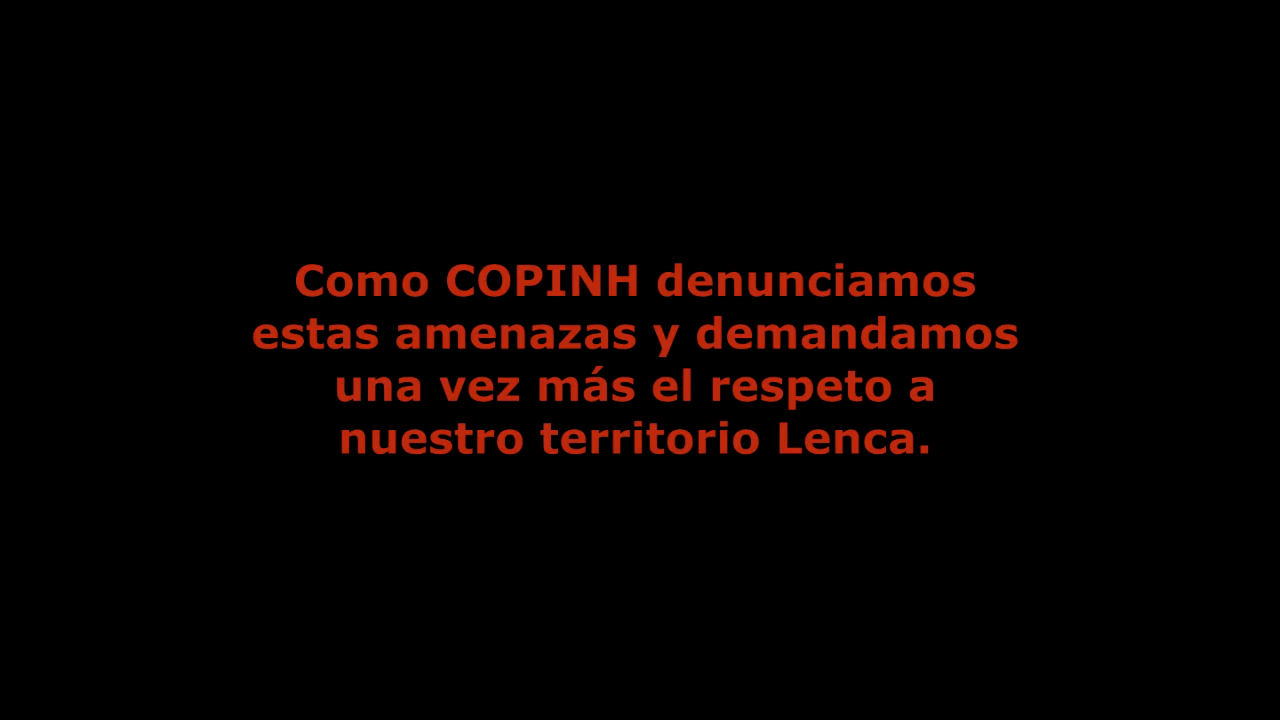 Como COPINH denunciamos
estas amenazas y demandamos
una vez más el respeto a
nuestro territorio Lenca.